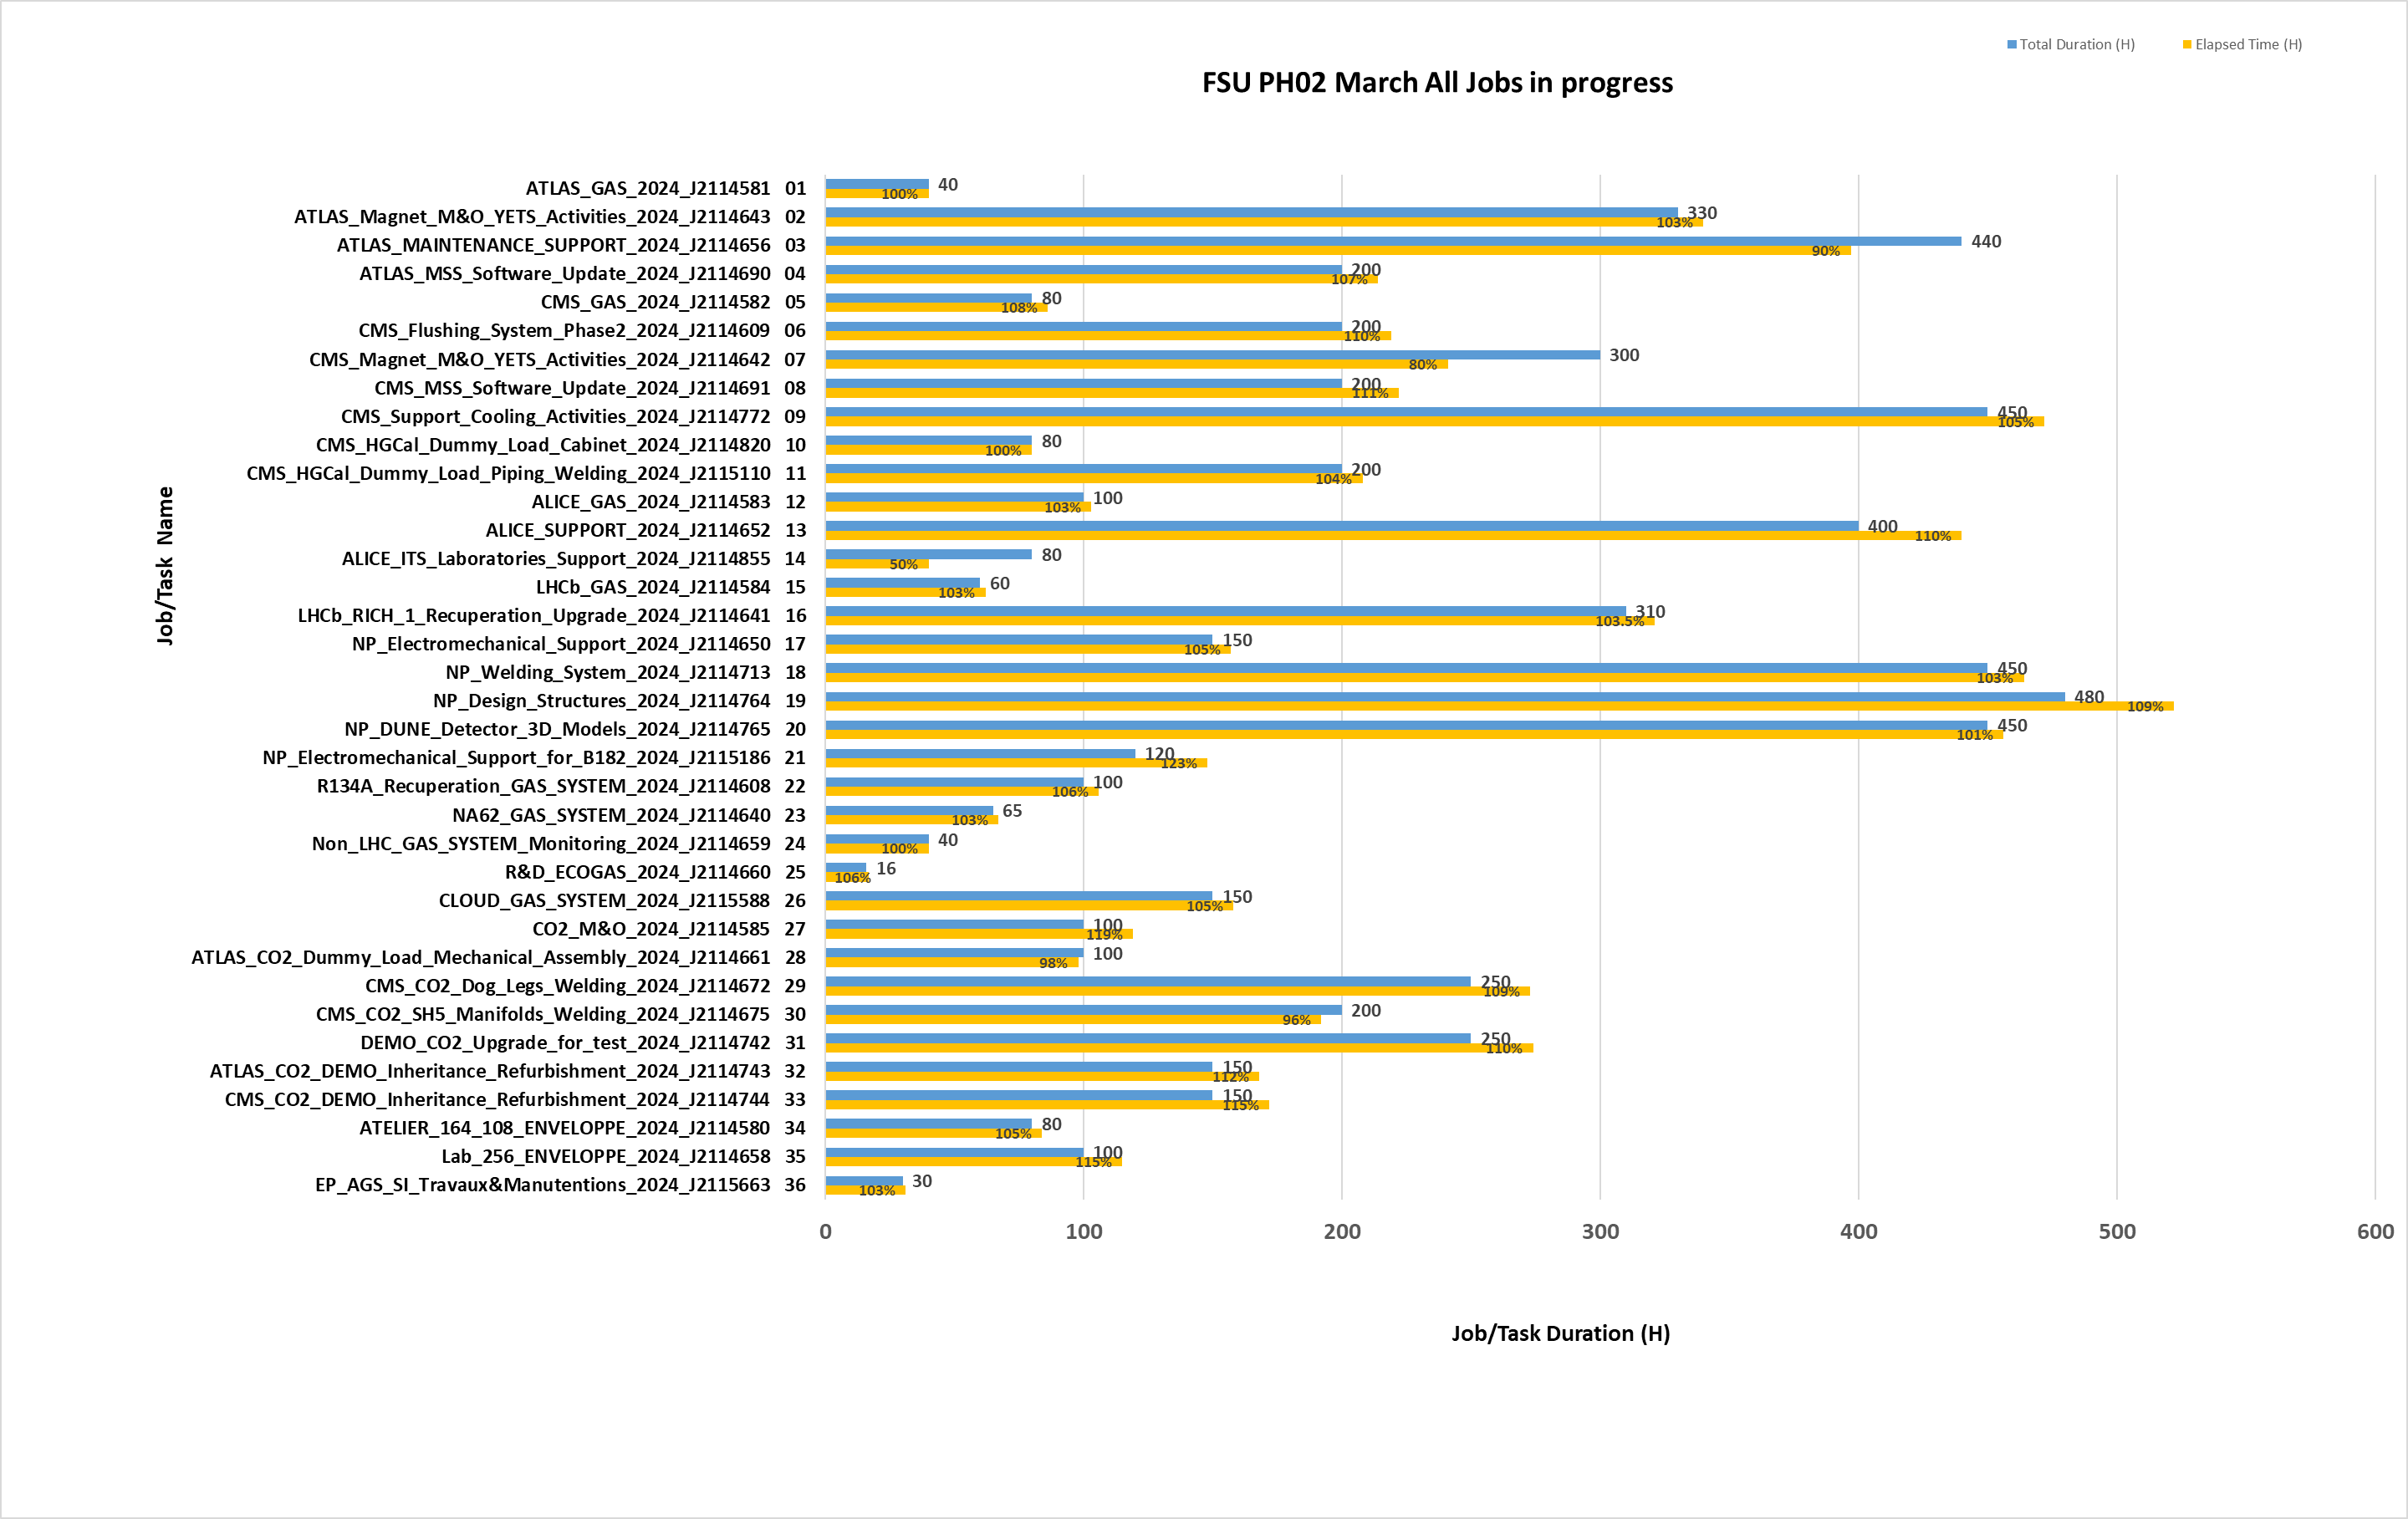 Total Duration (H) Elapsed Time (H)
FSU PH02 March All Jobs in progress
Job/Task Name
ATLAS_GAS_2024_J2114581 01 40
100%
ATLAS_Magnet_M&O_YETS_Activities_2024_J2114643 02 330
103%
ATLAS_MAINTENANCE_SUPPORT_2024_J2114656 03 440
90%
ATLAS_MSS_Software_Update_2024_J2114690 04 200
107%
CMS_GAS_2024_J2114582 05 80
108%
CMS_Flushing_System_Phase2_2024_J2114609 06 200
110%
CMS_Magnet_M&O_YETS_Activities_2024_J2114642 07 300
80%
CMS_MSS_Software_Update_2024_J2114691 08 200
111%
CMS_Support_Cooling_Activities_2024_J2114772 09 450
105%
CMS_HGCal_Dummy_Load_Cabinet_2024_J2114820 10 80
100%
CMS_HGCal_Dummy_Load_Piping_Welding_2024_J2115110 11 200
104%
ALICE_GAS_2024_J2114583 12 100
103%
ALICE_SUPPORT_2024_J2114652 13 400
110%
ALICE_ITS_Laboratories_Support_2024_J2114855 14 80
50%
LHCb_GAS_2024_J2114584 15 60
103%
LHCb_RICH_1_Recuperation_Upgrade_2024_J2114641 16 310
103.5%
NP_Electromechanical_Support_2024_J2114650 17 150
105%
NP_Welding_System_2024_J2114713 18 450
103%
NP_Design_Structures_2024_J2114764 19 480
109%
NP_DUNE_Detector_3D_Models_2024_J2114765 20 450
101%
NP_Electromechanical_Support_for_B182_2024_J2115186 21 120
123%
R134A_Recuperation_GAS_SYSTEM_2024_J2114608 22 100
106%
NA62_GAS_SYSTEM_2024_J2114640 23 65
103%
Non_LHC_GAS_SYSTEM_Monitoring_2024_J2114659 24 40
100%
R&D_ECOGAS_2024_J2114660 25 16
106%
CLOUD_GAS_SYSTEM_2024_J2115588 26 150
105%
CO2_M&O_2024_J2114585 27 100
119%
ATLAS_CO2_Dummy_Load_Mechanical_Assembly_2024_J2114661 28 100
98%
CMS_CO2_Dog_Legs_Welding_2024_J2114672 29 250
109%
CMS_CO2_SH5_Manifolds_Welding_2024_J2114675 30 200
96%
DEMO_CO2_Upgrade_for_test_2024_J2114742 31 250
110%
ATLAS_CO2_DEMO_Inheritance_Refurbishment_2024_J2114743 32 150
112%
CMS_CO2_DEMO_Inheritance_Refurbishment_2024_J2114744 33 150
115%
ATELIER_164_108_ENVELOPPE_2024_J2114580 34 80
105%
Lab_256_ENVELOPPE_2024_J2114658 35 100
115%
EP_AGS_SI_Travaux&Manutentions_2024_J2115663 36 30
103%
0 100 200 300 400 500 600
Job/Task Duration (H)